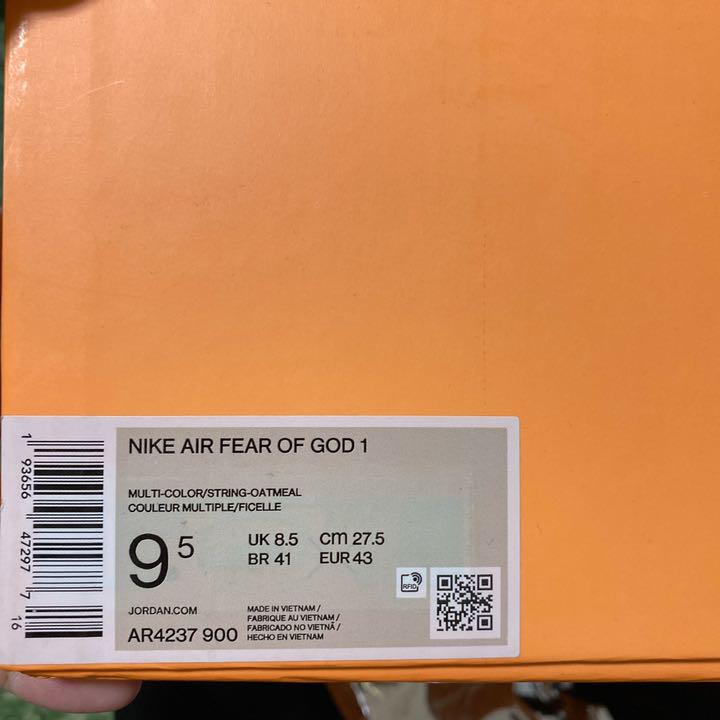 NIKE AIR FEAR OF GOD 1
MULTI-COLOR/STRING-OATMEAL
COULEUR MULTIPLE/FICELLE
9 5
UK 8.5 cm 27.5
BR 41 EUR 43
RFID
JORDAN.COM
AR4237 900
MADE IN VIETNAM /
FABRIQUE AU VIETNAM /
FABRICADO NO VIETNÃ /
HECHO EN VIETNAM
1 93656 47297 7
16